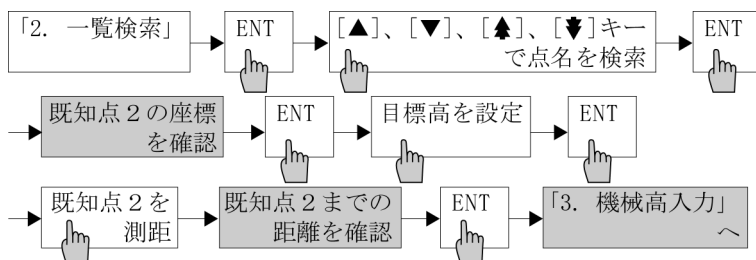 「2. 一覧検索」
ENT
[▲]、[▼]、[⯭]、[⯯]キー
で点名を検索
ENT
既知点２の座標
を確認
ENT
目標高を設定
ENT
既知点２を
測距
既知点２までの
距離を確認
ENT
「3. 機械高入力」
へ